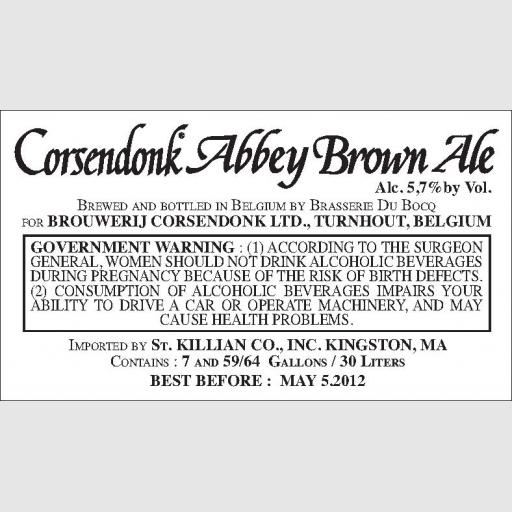 Corsendonk® Abbey Brown Ale
Alc. 5,7%by Vol.
BREWED AND BOTTLED IN BELGIUM BY BRASSERIE DU BOCQ
FOR BROUWERIJ CORSENDONK LTD., TURNHOUT, BELGIUM
GOVERNMENT WARNING : (1) ACCORDING TO THE SURGEON
GENERAL, WOMEN SHOULD NOT DRINK ALCOHOLIC BEVERAGES
DURING PREGNANCY BECAUSE OF THE RISK OF BIRTH DEFECTS.
(2) CONSUMPTION OF ALCOHOLIC BEVERAGES IMPAIRS YOUR
ABILITY TO DRIVE A CAR OR OPERATE MACHINERY, AND MAY
CAUSE HEALTH PROBLEMS.
IMPORTED BY ST. KILLIAN CO., INC. KINGSTON, MA
CONTAINS : 7 AND 59/64 GALLONS / 30 LITERS
BEST BEFORE : MAY 5.2012